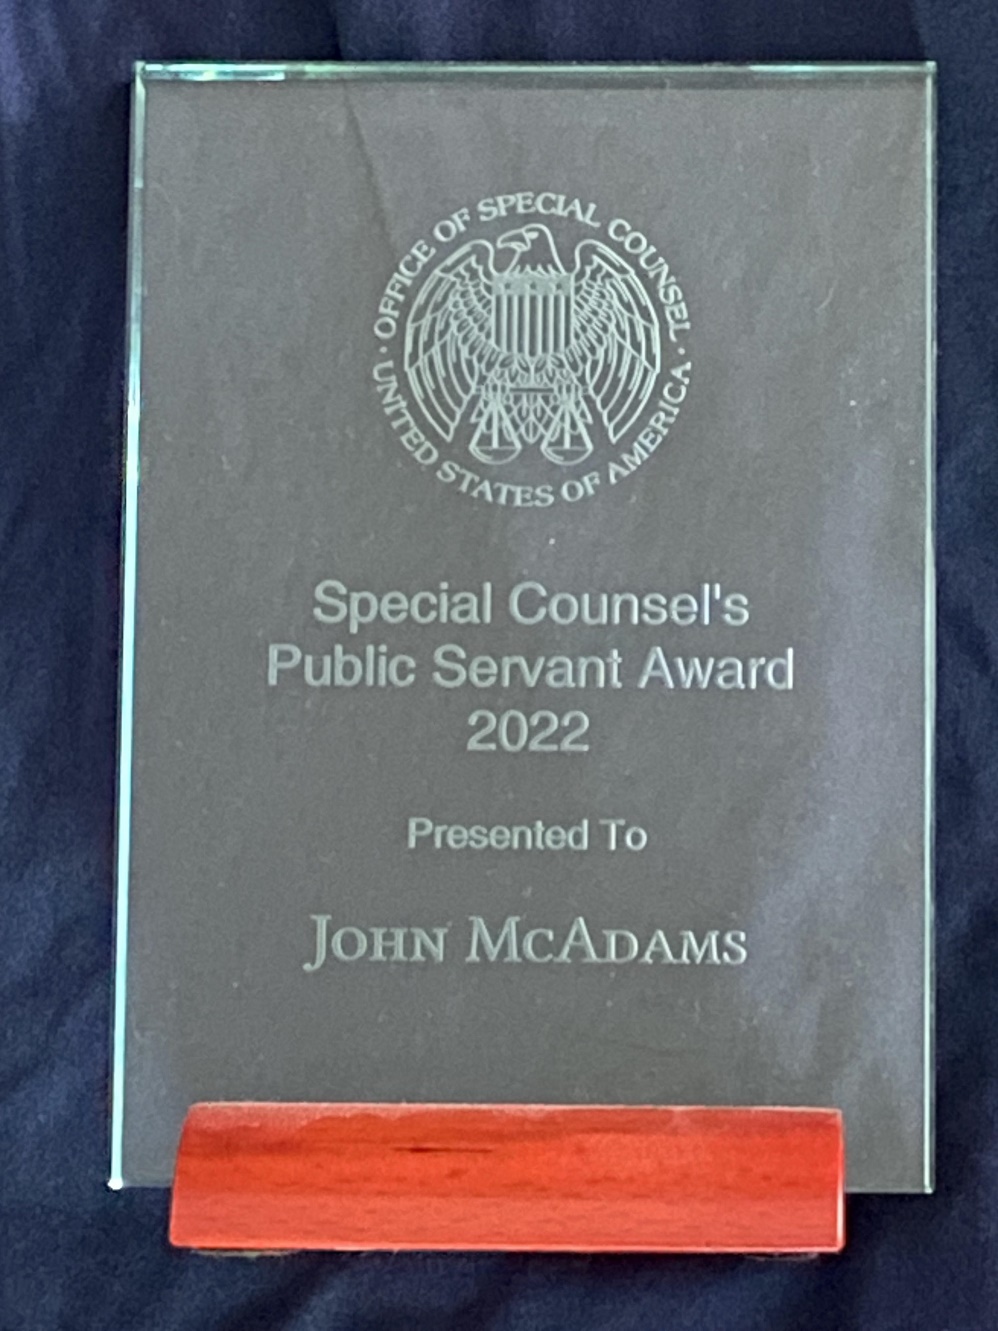 · OFFICE OF SPECIAL COUNSEL ·
UNITED STATES OF AMERICA
Special Counsel's
Public Servant Award
2022
Presented To
JOHN MCADAMS